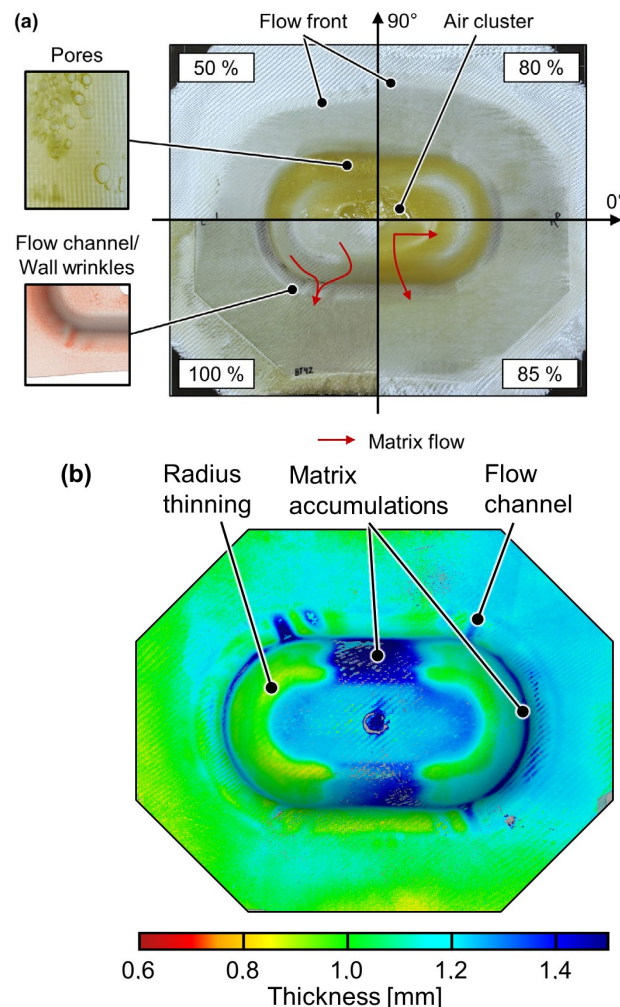 (a)
90°
Flow front
Air cluster
Pores
50 %
80 %
0°
Flow channel/
Wall wrinkles
BT42
100 %
85 %
Matrix flow
(b)
Radius
thinning
Matrix
accumulations
Flow
channel
0.6
0.8
1.0
1.2
1.4
Thickness [mm]